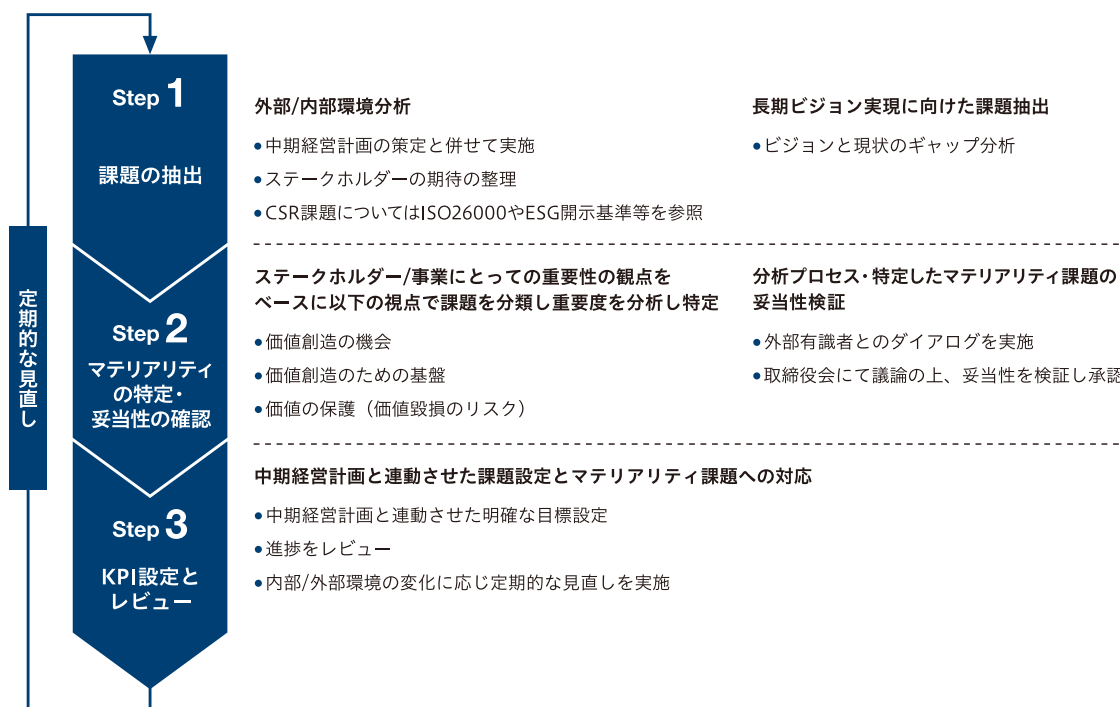 定期的な見直し
Step 1
課題の抽出
外部/内部環境分析
•中期経営計画の策定と併せて実施
•ステークホルダーの期待の整理
•CSR課題についてはISO26000やESG開示基準等を参照
長期ビジョン実現に向けた課題抽出
•ビジョンと現状のギャップ分析
Step 2
マテリアリティ
の特定・
妥当性の確認
ステークホルダー/事業にとっての重要性の観点を
ベースに以下の視点で課題を分類し重要度を分析し特定
•価値創造の機会
•価値創造のための基盤
•価値の保護（価値毀損のリスク）
分析プロセス・特定したマテリアリティ課題の
妥当性検証
•外部有識者とのダイアログを実施
•取締役会にて議論の上、妥当性を検証し承認
Step 3
KPI設定と
レビュー
中期経営計画と連動させた課題設定とマテリアリティ課題への対応
•中期経営計画と連動させた明確な目標設定
•進捗をレビュー
•内部/外部環境の変化に応じ定期的な見直しを実施